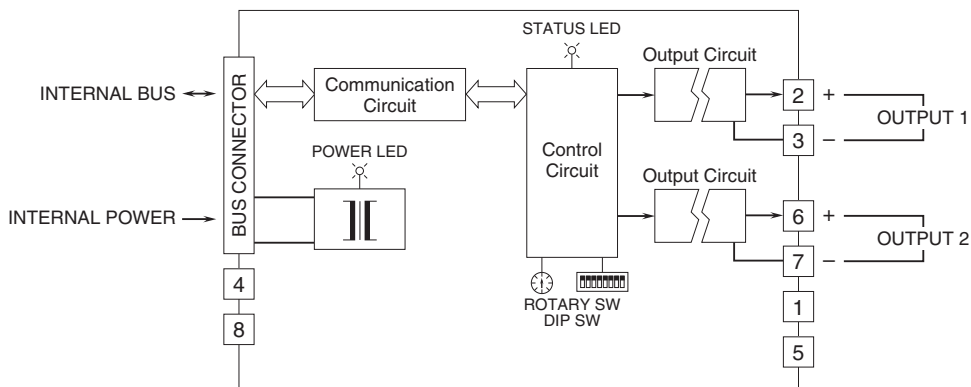 STATUS LED
Output Circuit
INTERNAL BUS
BUS CONNECTOR
Communication
Circuit
2
+
OUTPUT 1
3
–
POWER LED
Control
Circuit
Output Circuit
INTERNAL POWER
6
+
OUTPUT 2
7
–
4
ROTARY SW
DIP SW
1
8
5